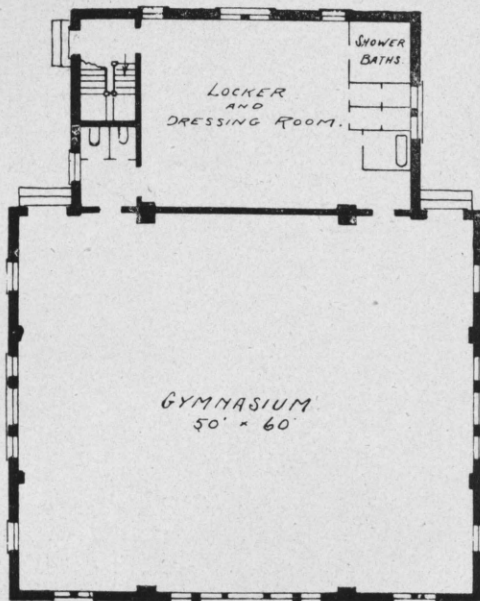 SHOWER
BATHS.
LOCKER
AND
DRESSING ROOM.
GYMNASIUM
50' × 60'